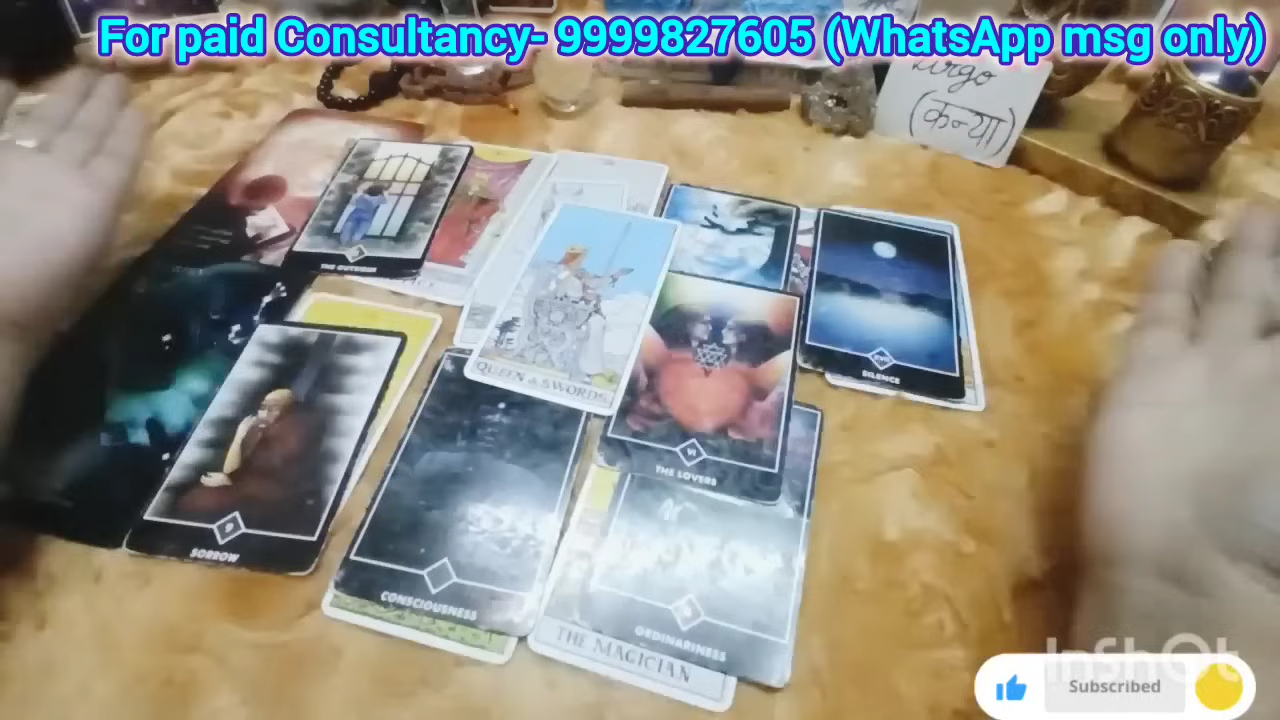 For paid Consultancy- 9999827605 (WhatsApp msg only)
Virgo
(कन्या)
THE OUTSIDER
QUEEN of SWORDS.
SILENCE
VI
THE LOVERS
SORROW
CONSCIOUSNESS
ORDINARINESS
THE MAGICIAN
InShOt
Subscribed